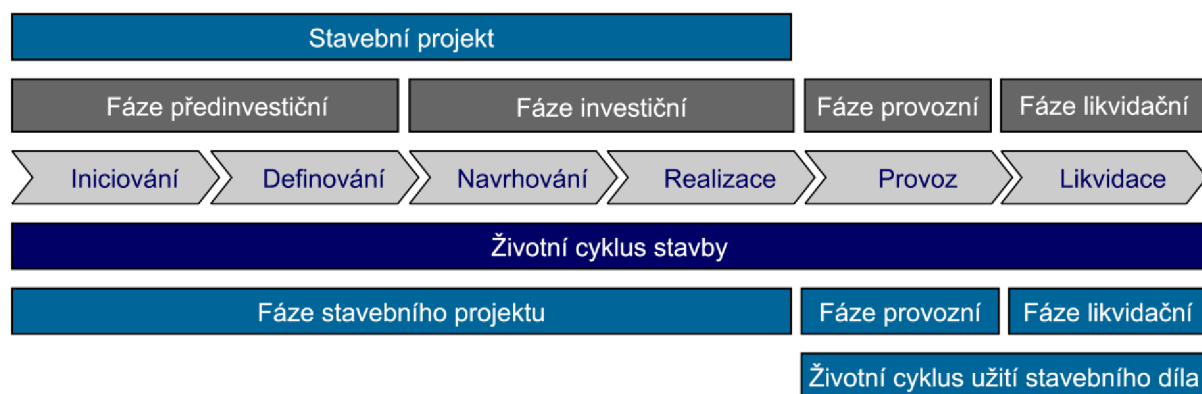 Stavební projekt
Fáze předinvestiční Fáze investiční Fáze provozní Fáze likvidační
Iniciování Definování Navrhování Realizace Provoz Likvidace
Životní cyklus stavby
Fáze stavebního projektu Fáze provozní Fáze likvidační
Životní cyklus užití stavebního díla